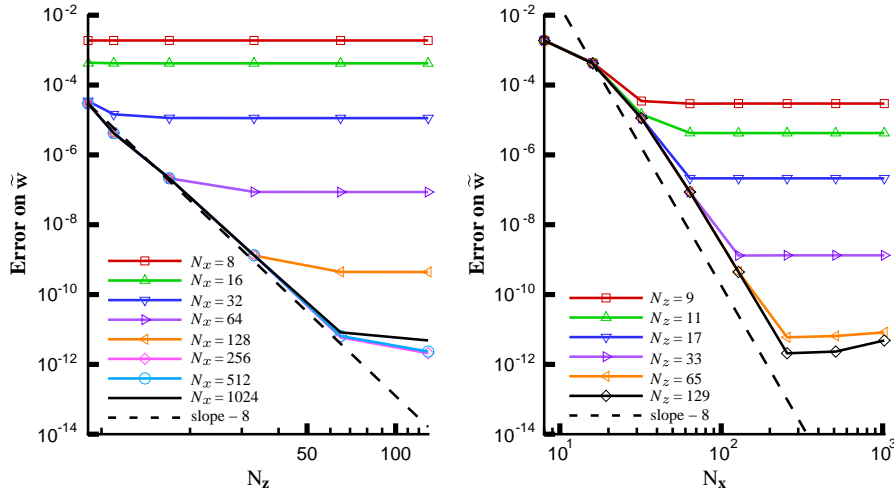 10^-2
10^-4
10^-6
10^-8
10^-10
10^-12
10^-14
Error on w̃
N_x = 8
N_x = 16
N_x = 32
N_x = 64
N_x = 128
N_x = 256
N_x = 512
N_x = 1024
slope – 8
50
100
N_z
10^-2
10^-4
10^-6
10^-8
10^-10
10^-12
10^-14
Error on w̃
N_z = 9
N_z = 11
N_z = 17
N_z = 33
N_z = 65
N_z = 129
slope – 8
10^1
10^2
10^3
N_x